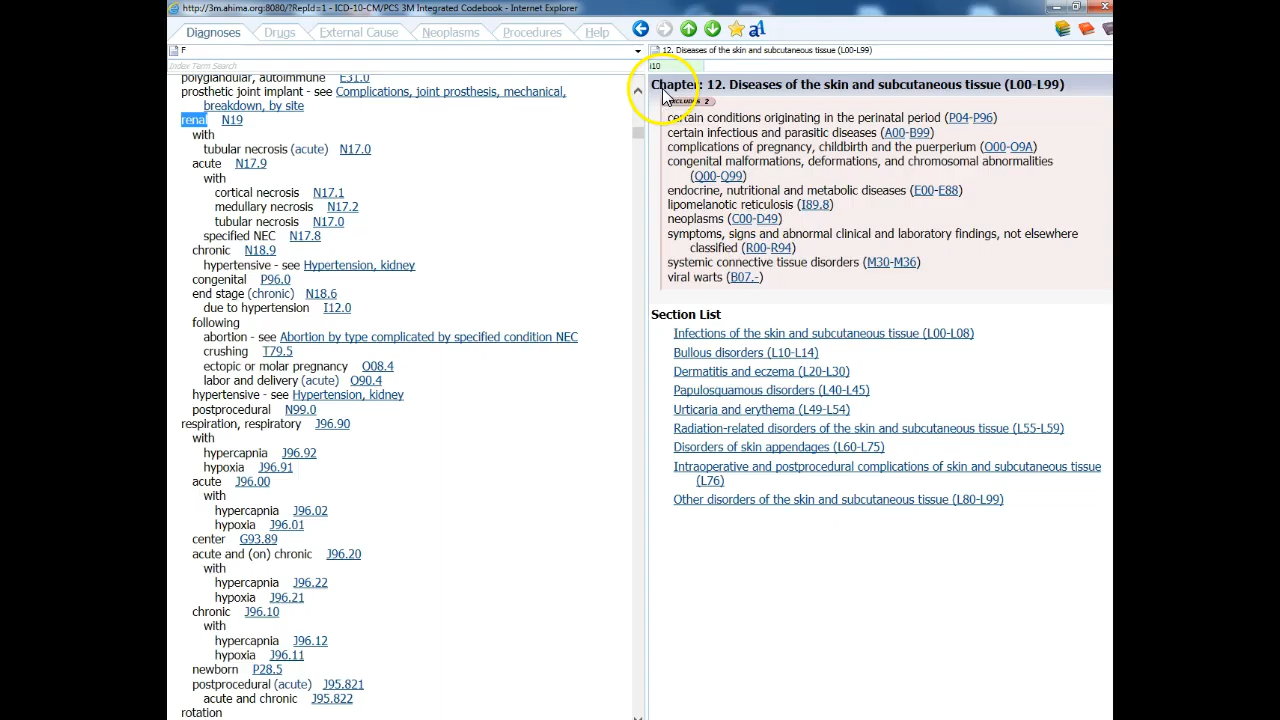 http://3m.ahima.org:8080/?RepId=1 - ICD-10-CM/PCS 3M Integrated Codebook - Internet Explorer
Diagnoses Drugs External Cause Neoplasms Procedures Help
F
12. Diseases of the skin and subcutaneous tissue (L00-L99)
Index Term Search
i10
polyglandular, autoimmune E31.0
prosthetic joint implant - see Complications, joint prosthesis, mechanical,
breakdown, by site
renal N19
with
tubular necrosis (acute) N17.0
acute N17.9
with
cortical necrosis N17.1
medullary necrosis N17.2
tubular necrosis N17.0
specified NEC N17.8
chronic N18.9
hypertensive - see Hypertension, kidney
congenital P96.0
end stage (chronic) N18.6
due to hypertension I12.0
following
abortion - see Abortion by type complicated by specified condition NEC
crushing T79.5
ectopic or molar pregnancy O08.4
labor and delivery (acute) O90.4
hypertensive - see Hypertension, kidney
postprocedural N99.0
respiration, respiratory J96.90
with
hypercapnia J96.92
hypoxia J96.91
acute J96.00
with
hypercapnia J96.02
hypoxia J96.01
center G93.89
acute and (on) chronic J96.20
with
hypercapnia J96.22
hypoxia J96.21
chronic J96.10
with
hypercapnia J96.12
hypoxia J96.11
newborn P28.5
postprocedural (acute) J95.821
acute and chronic J95.822
rotation
Chapter: 12. Diseases of the skin and subcutaneous tissue (L00-L99)
EXCLUDES 2
certain conditions originating in the perinatal period (P04-P96)
certain infectious and parasitic diseases (A00-B99)
complications of pregnancy, childbirth and the puerperium (O00-O9A)
congenital malformations, deformations, and chromosomal abnormalities
(Q00-Q99)
endocrine, nutritional and metabolic diseases (E00-E88)
lipomelanotic reticulosis (I89.8)
neoplasms (C00-D49)
symptoms, signs and abnormal clinical and laboratory findings, not elsewhere
classified (R00-R94)
systemic connective tissue disorders (M30-M36)
viral warts (B07.-)
Section List
Infections of the skin and subcutaneous tissue (L00-L08)
Bullous disorders (L10-L14)
Dermatitis and eczema (L20-L30)
Papulosquamous disorders (L40-L45)
Urticaria and erythema (L49-L54)
Radiation-related disorders of the skin and subcutaneous tissue (L55-L59)
Disorders of skin appendages (L60-L75)
Intraoperative and postprocedural complications of skin and subcutaneous tissue
(L76)
Other disorders of the skin and subcutaneous tissue (L80-L99)